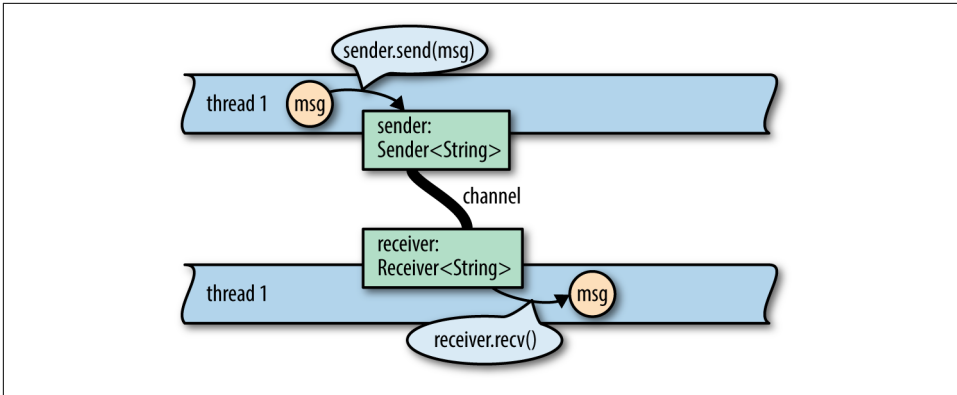 sender.send(msg)
thread 1
msg
sender:
Sender<String>
channel
receiver:
Receiver<String>
thread 1
msg
receiver.recv()